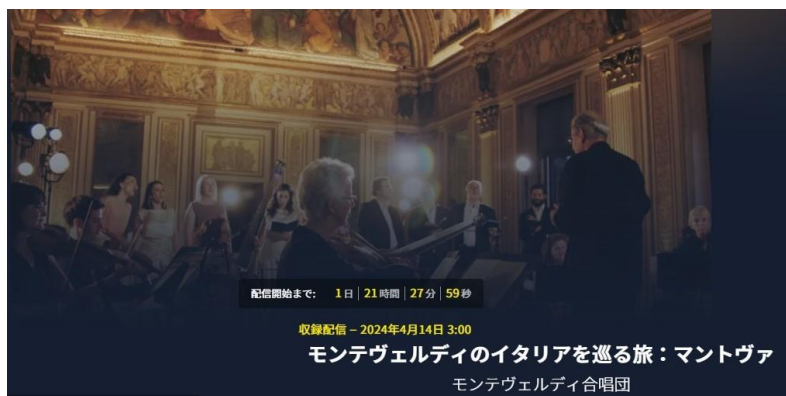 配信開始まで: 1日 21時間 27分 59秒
収録配信 – 2024年4月14日 3:00
モンテヴェルディのイタリアを巡る旅：マントヴァ
モンテヴェルディ合唱団